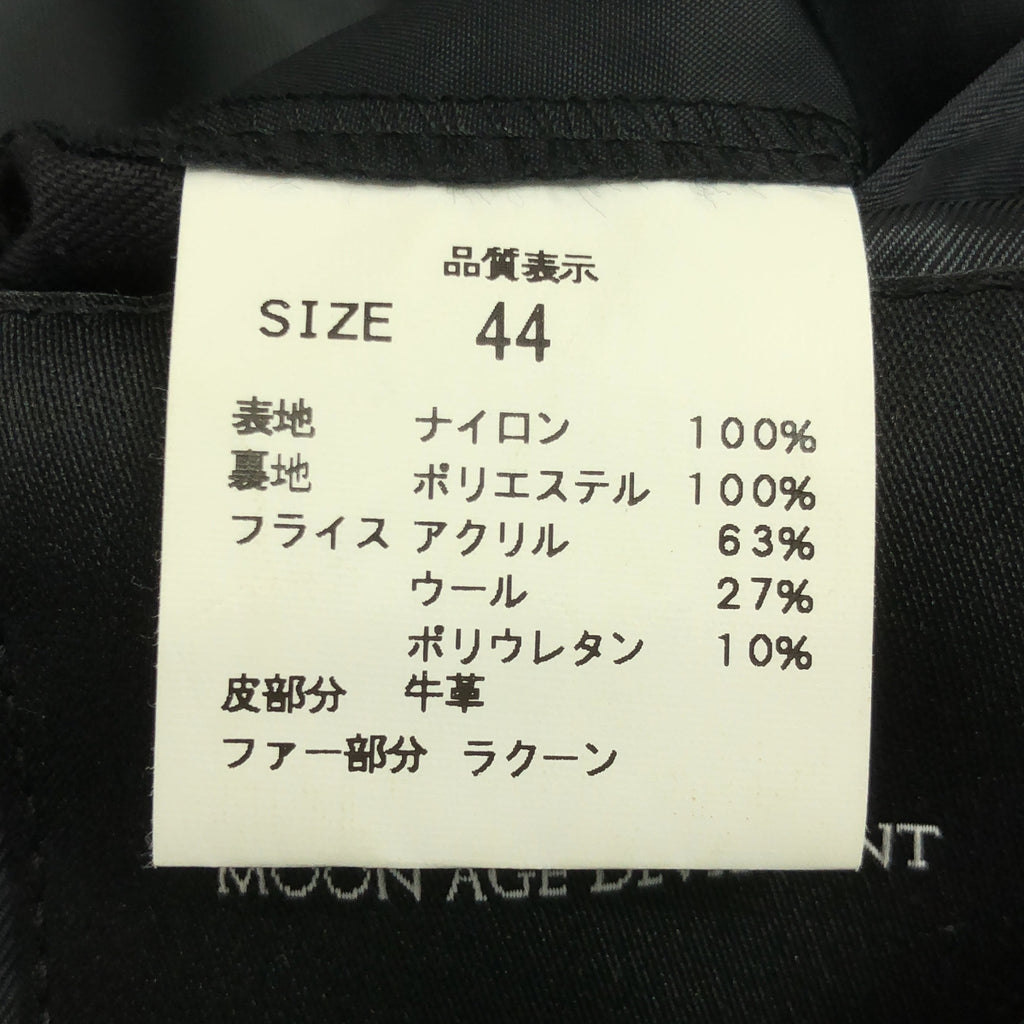 品質表示
SIZE 44
表地 ナイロン 100%
裏地 ポリエステル 100%
フライス アクリル 63%
ウール 27%
ポリウレタン 10%
皮部分 牛革
ファー部分 ラクーン
MOON AGE